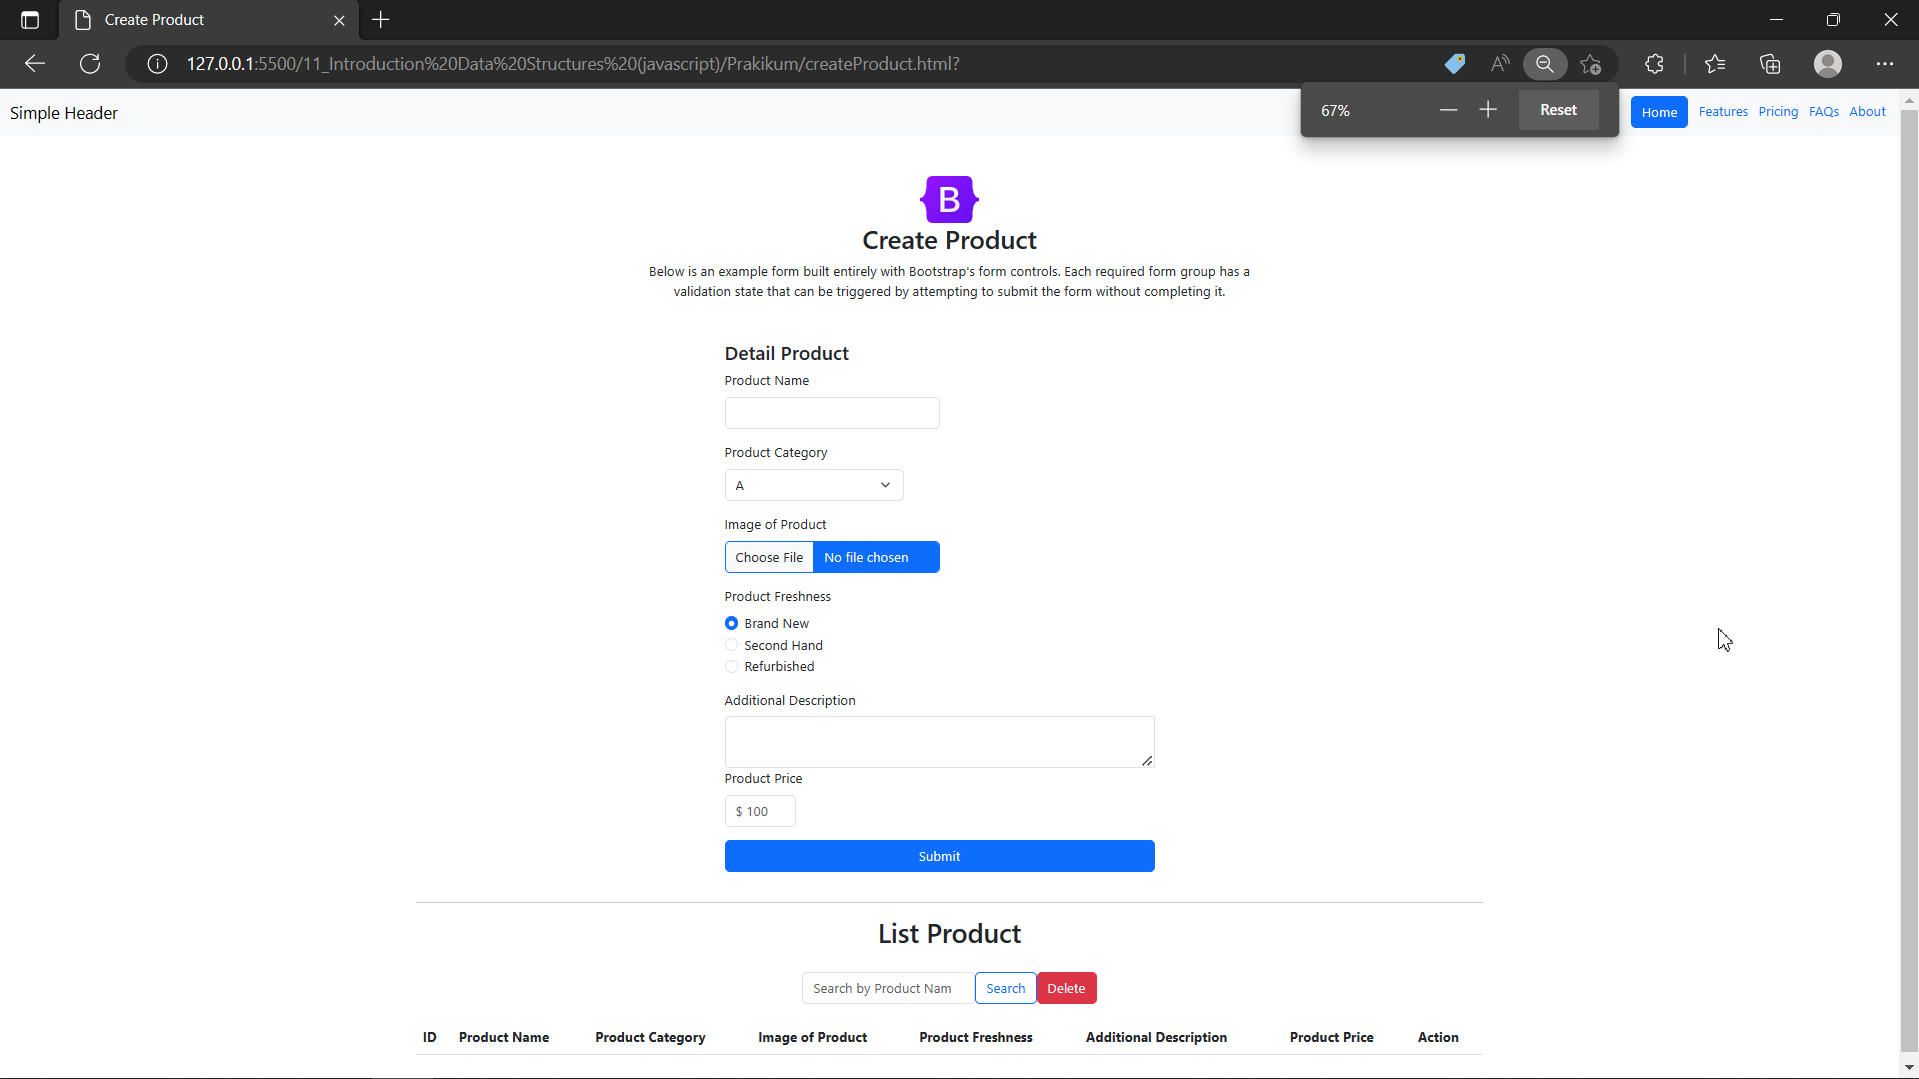 Create Product
127.0.0.1:5500/11_Introduction%20Data%20Structures%20(javascript)/Prakikum/createProduct.html?
67%
Reset
Simple Header
Home Features Pricing FAQs About
B
Create Product
Below is an example form built entirely with Bootstrap's form controls. Each required form group has a
validation state that can be triggered by attempting to submit the form without completing it.
Detail Product
Product Name
Product Category
A
Image of Product
Choose File No file chosen
Product Freshness
Brand New
Second Hand
Refurbished
Additional Description
Product Price
$ 100
Submit
List Product
Search by Product Nam Search Delete
ID Product Name Product Category Image of Product Product Freshness Additional Description Product Price Action